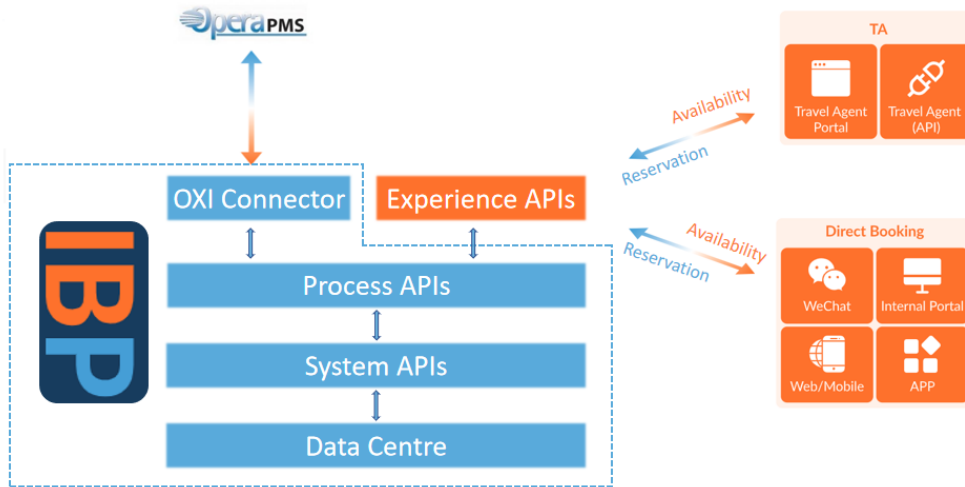 OperaPMS
TA
Travel Agent
Portal
Travel Agent
(API)
Availability
Reservation
OXI Connector
Experience APIs
IBP
Process APIs
System APIs
Data Centre
Availability
Reservation
Direct Booking
WeChat
Internal Portal
Web/Mobile
APP